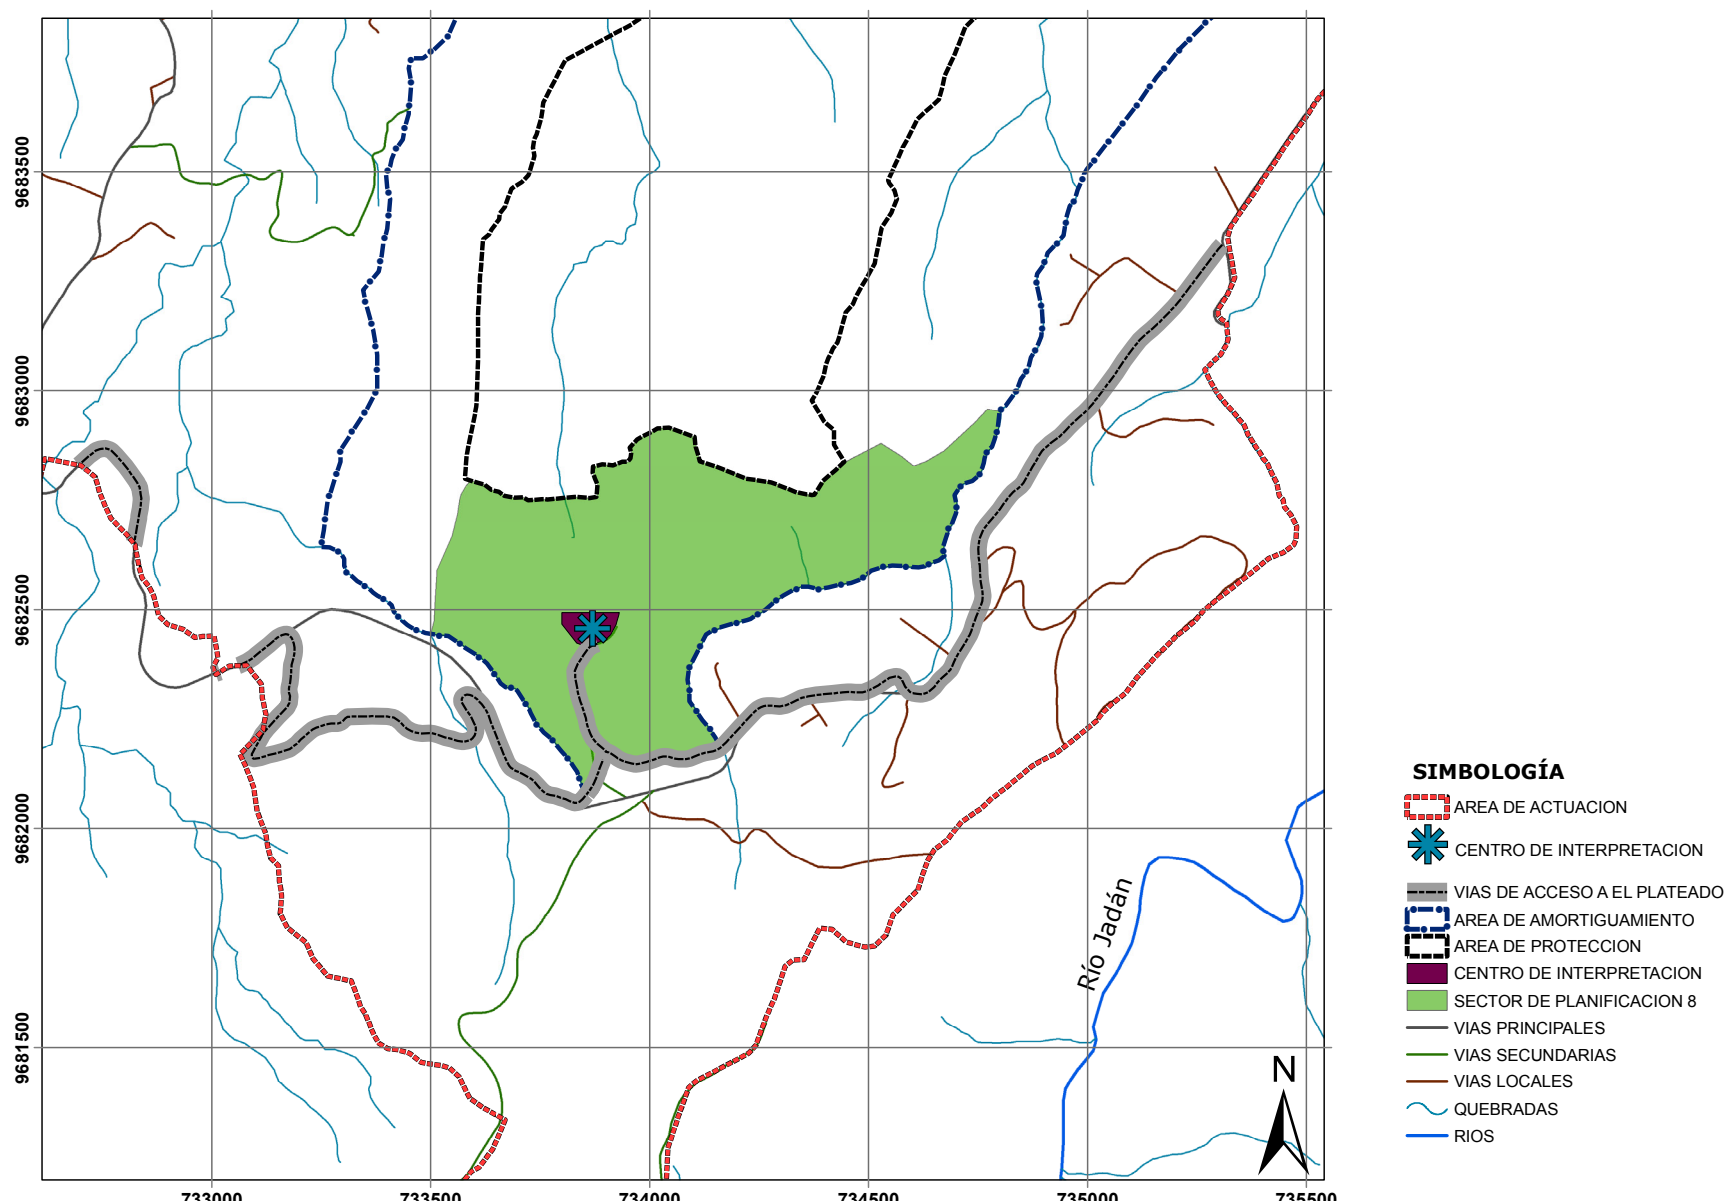 9683500
9683000
9682500
9682000
9681500
733000
733500
734000
734500
735000
735500
Río Jadán
N
SIMBOLOGÍA
AREA DE ACTUACION
CENTRO DE INTERPRETACION
VIAS DE ACCESO A EL PLATEADO
AREA DE AMORTIGUAMIENTO
AREA DE PROTECCION
CENTRO DE INTERPRETACION
SECTOR DE PLANIFICACION 8
VIAS PRINCIPALES
VIAS SECUNDARIAS
VIAS LOCALES
QUEBRADAS
RIOS